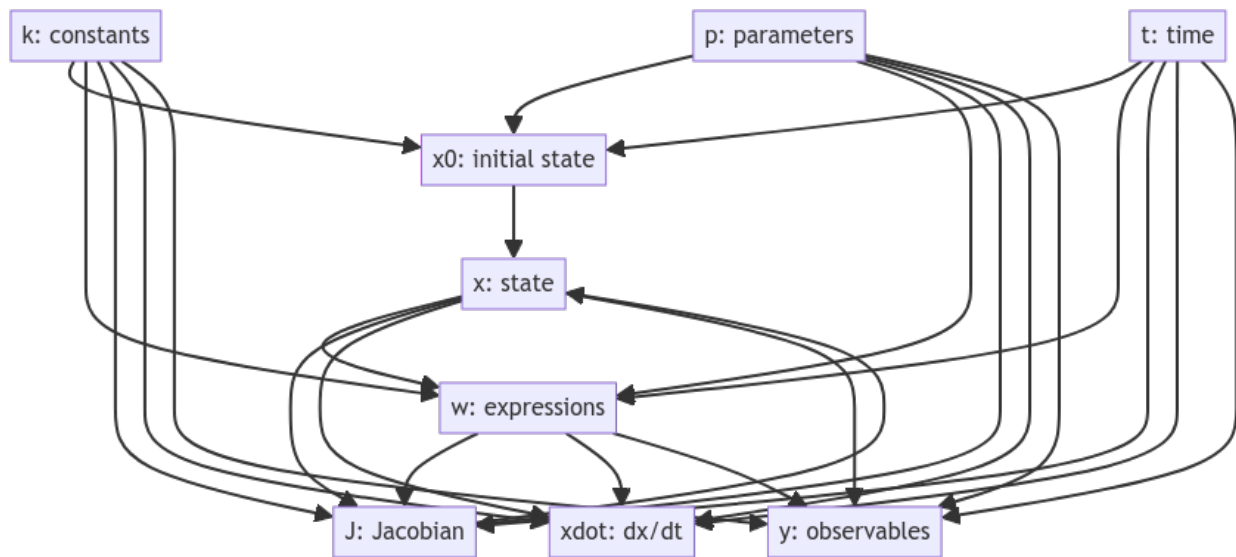 k: constants
p: parameters
t: time
x0: initial state
x: state
w: expressions
J: Jacobian
xdot: dx/dt
y: observables